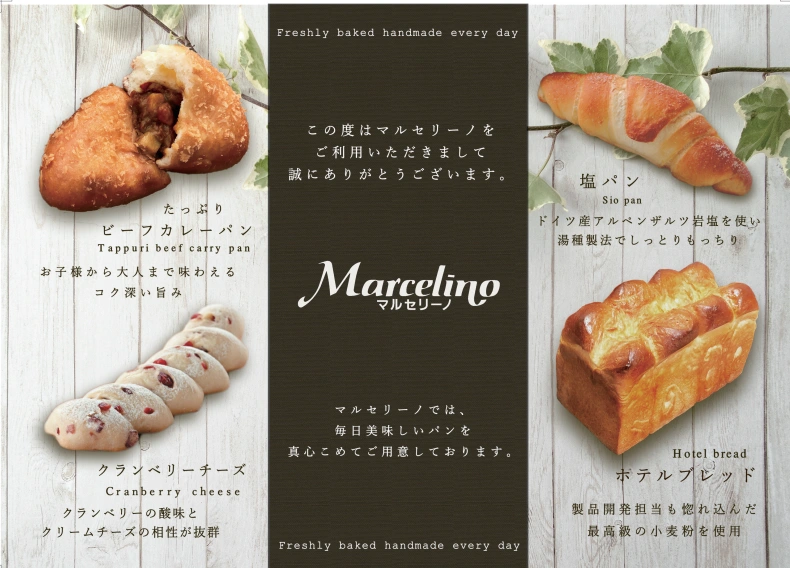 Freshly baked handmade every day
この度はマルセリーノを
ご利用いただきまして
誠にありがとうございます。
Marcelino
マルセリーノ
マルセリーノでは、
毎日美味しいパンを
真心こめてご用意しております。
Freshly baked handmade every day
たっぷり
ビーフカレーパン
Tappuri beef carry pan
お子様から大人まで味わえる
コク深い旨み
クランベリーチーズ
Cranberry cheese
クランベリーの酸味と
クリームチーズの相性が抜群
塩パン
Sio pan
ドイツ産アルペンザルツ岩塩を使い
湯種製法でしっとりもっちり
Hotel bread
ホテルブレッド
製品開発担当も惚れ込んだ
最高級の小麦粉を使用